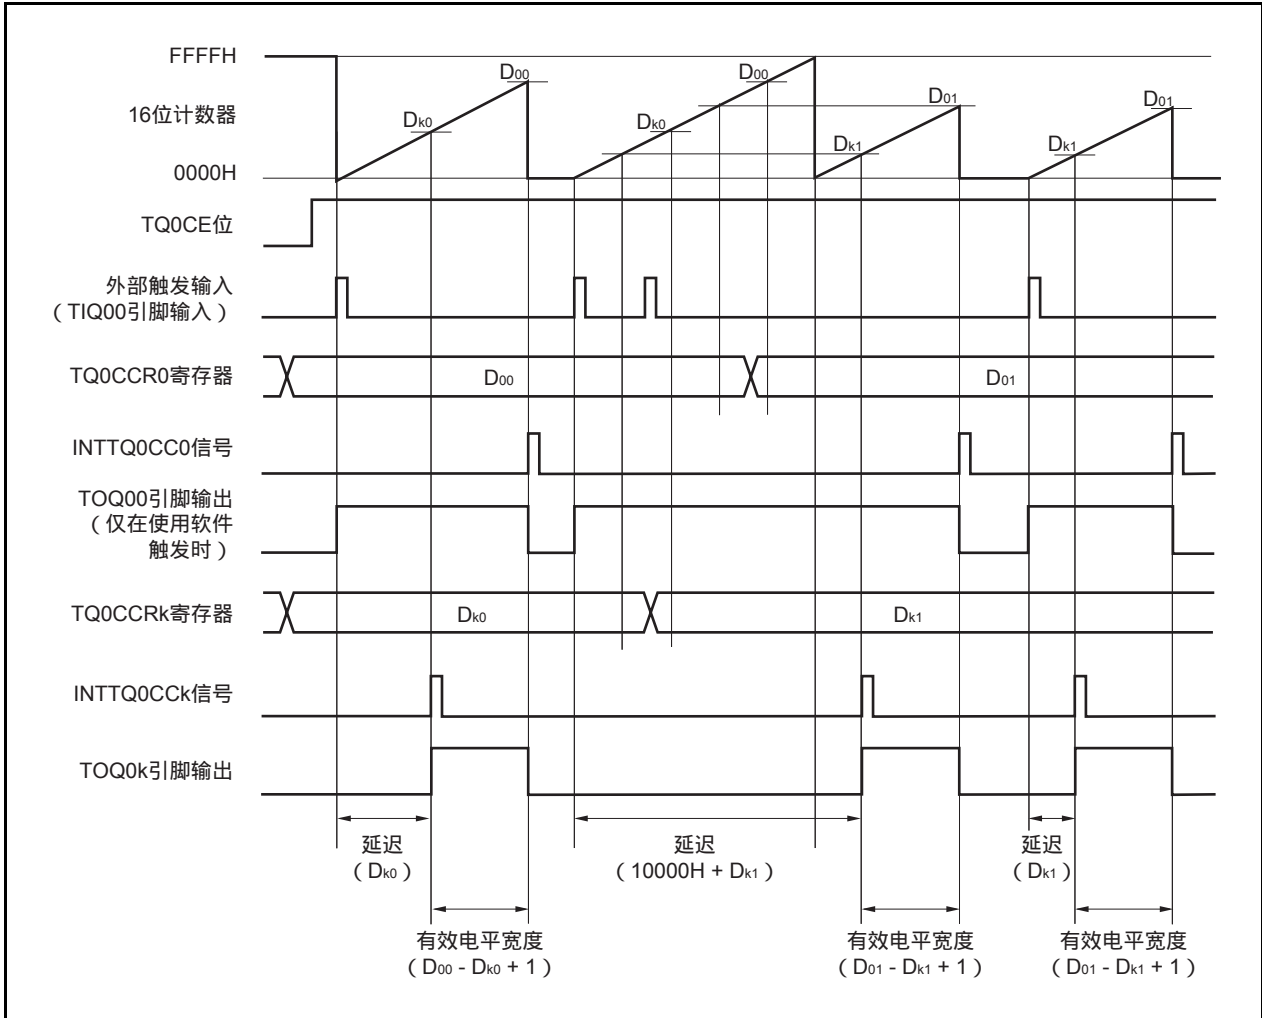 FFFFH
16位计数器
0000H
D00
Dk0
D00
Dk0
D01
Dk1
D01
Dk1
TQ0CE位
外部触发输入
（TIQ00引脚输入）
TQ0CCR0寄存器
D00
D01
INTTQ0CC0信号
TOQ00引脚输出
（仅在使用软件
触发时）
TQ0CCRk寄存器
Dk0
Dk1
INTTQ0CCk信号
TOQ0k引脚输出
延迟
（Dk0）
延迟
（10000H + Dk1）
延迟
（Dk1）
有效电平宽度
（D00 - Dk0 + 1）
有效电平宽度
（D01 - Dk1 + 1）
有效电平宽度
（D01 - Dk1 + 1）